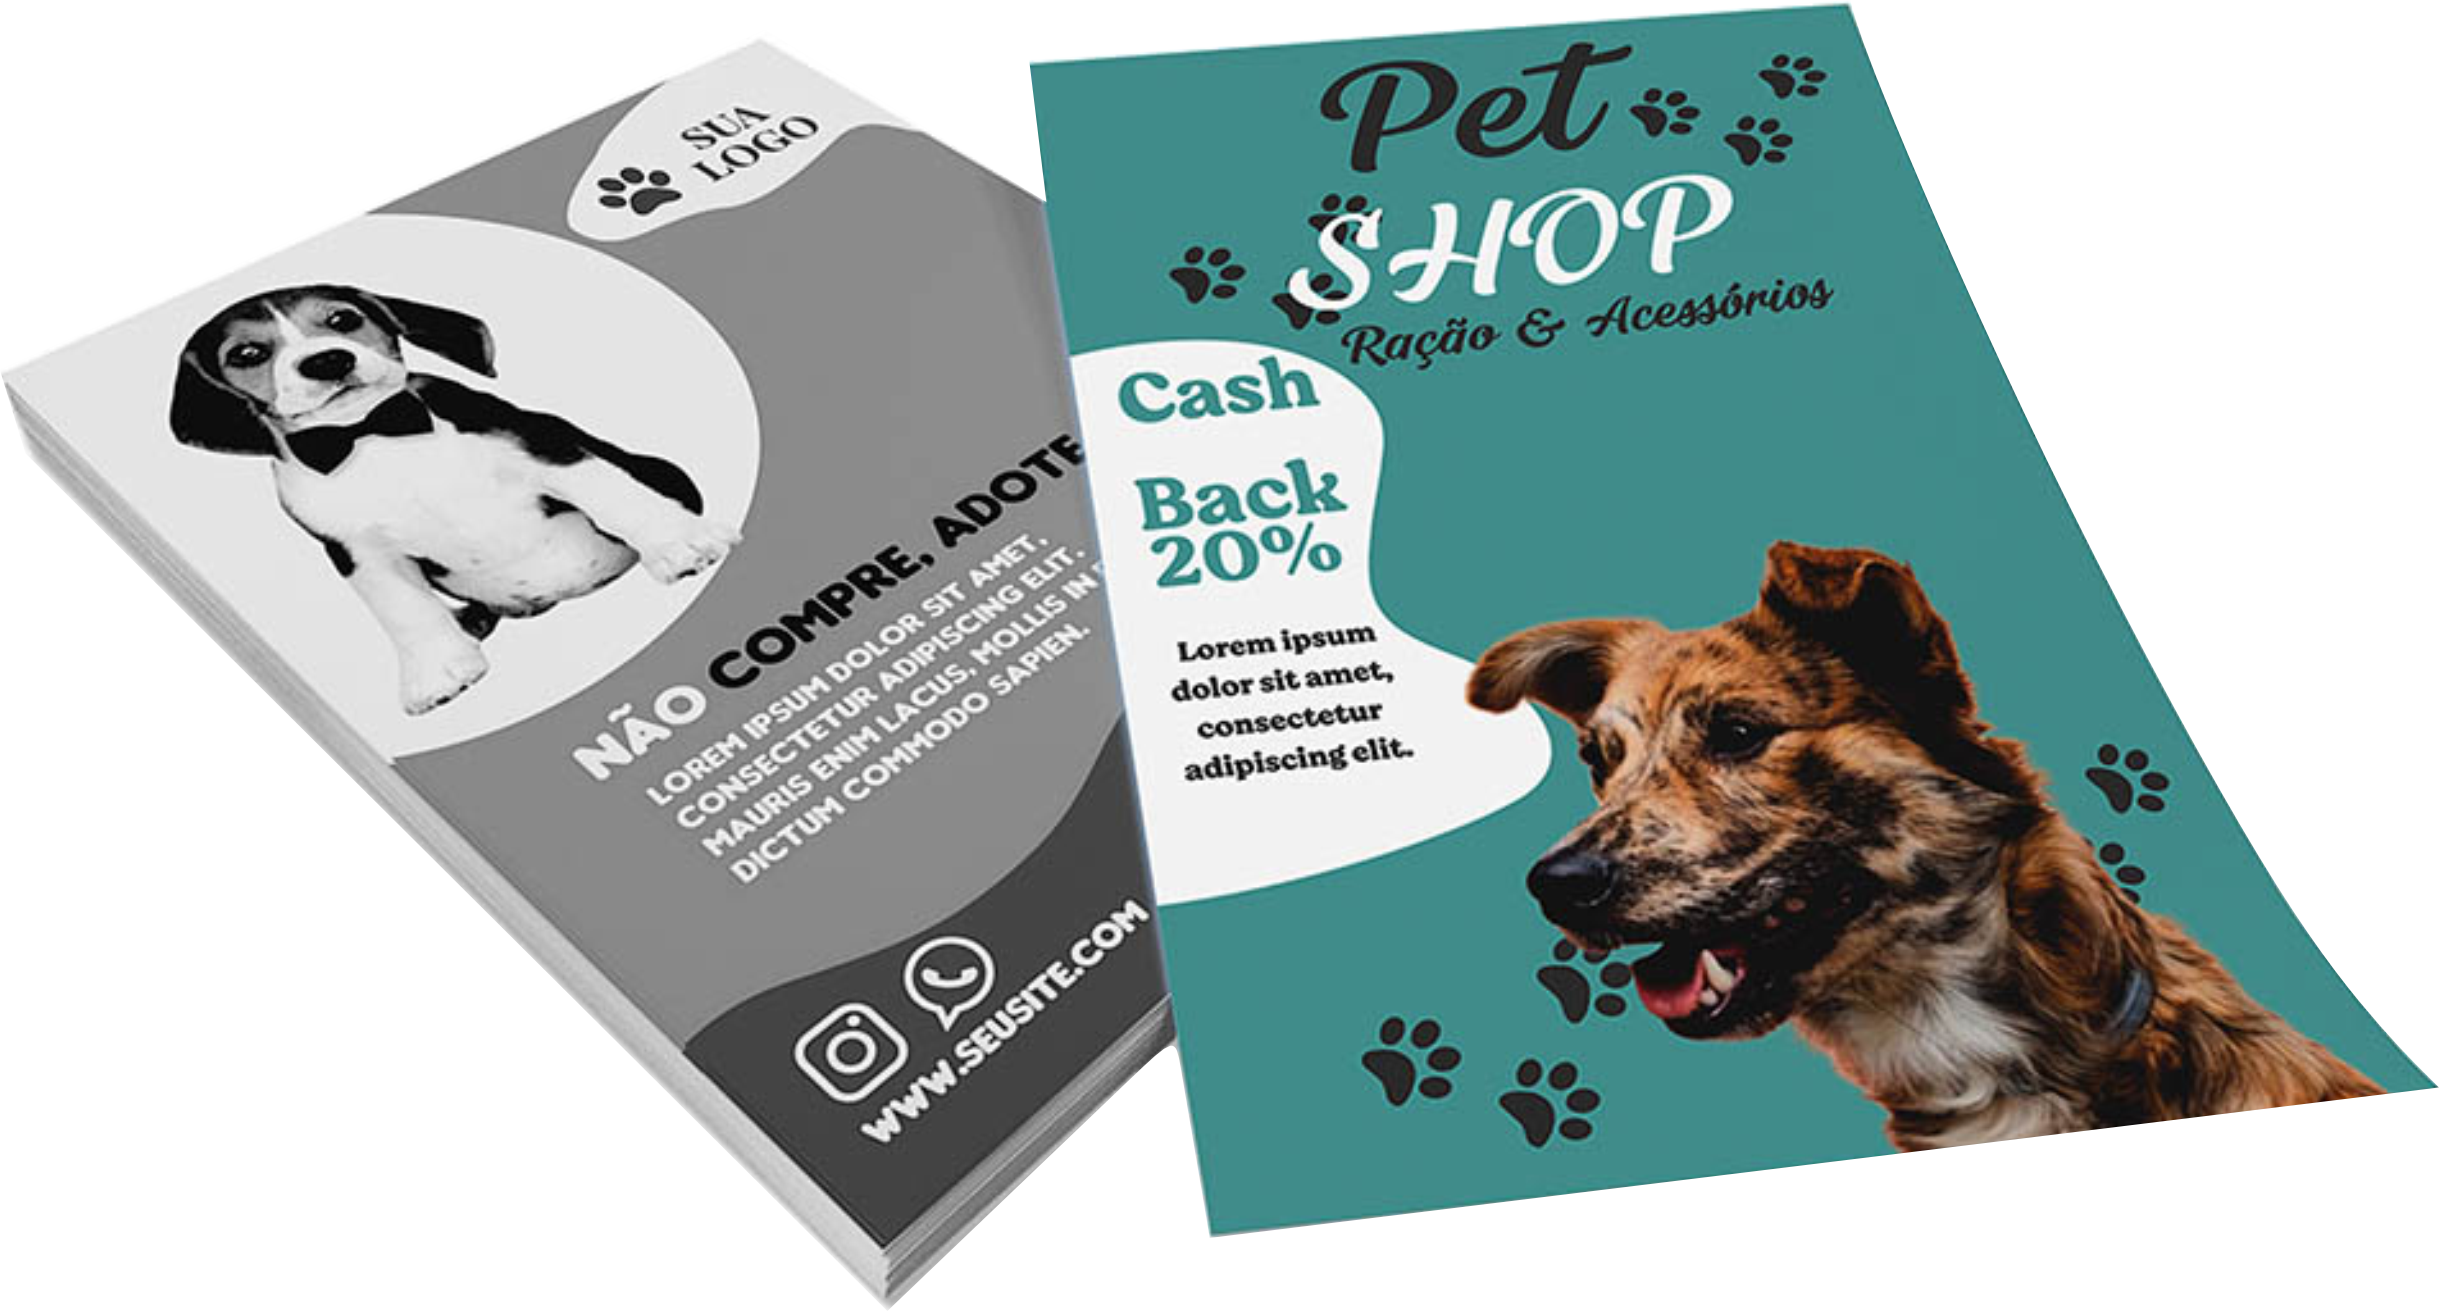 SUA
LOGO
NÃO COMPRE, ADOTE
LOREM IPSUM DOLOR SIT AMET,
CONSECTETUR ADIPISCING ELIT.
MAURIS ENIM LACUS, MOLLIS IN
DICTUM COMMODO SAPIEN.
WWW.SEUSITE.COM
Pet
SHOP
Ração & Acessórios
Cash
Back
20%
Lorem ipsum
dolor sit amet,
consectetur
adipiscing elit.